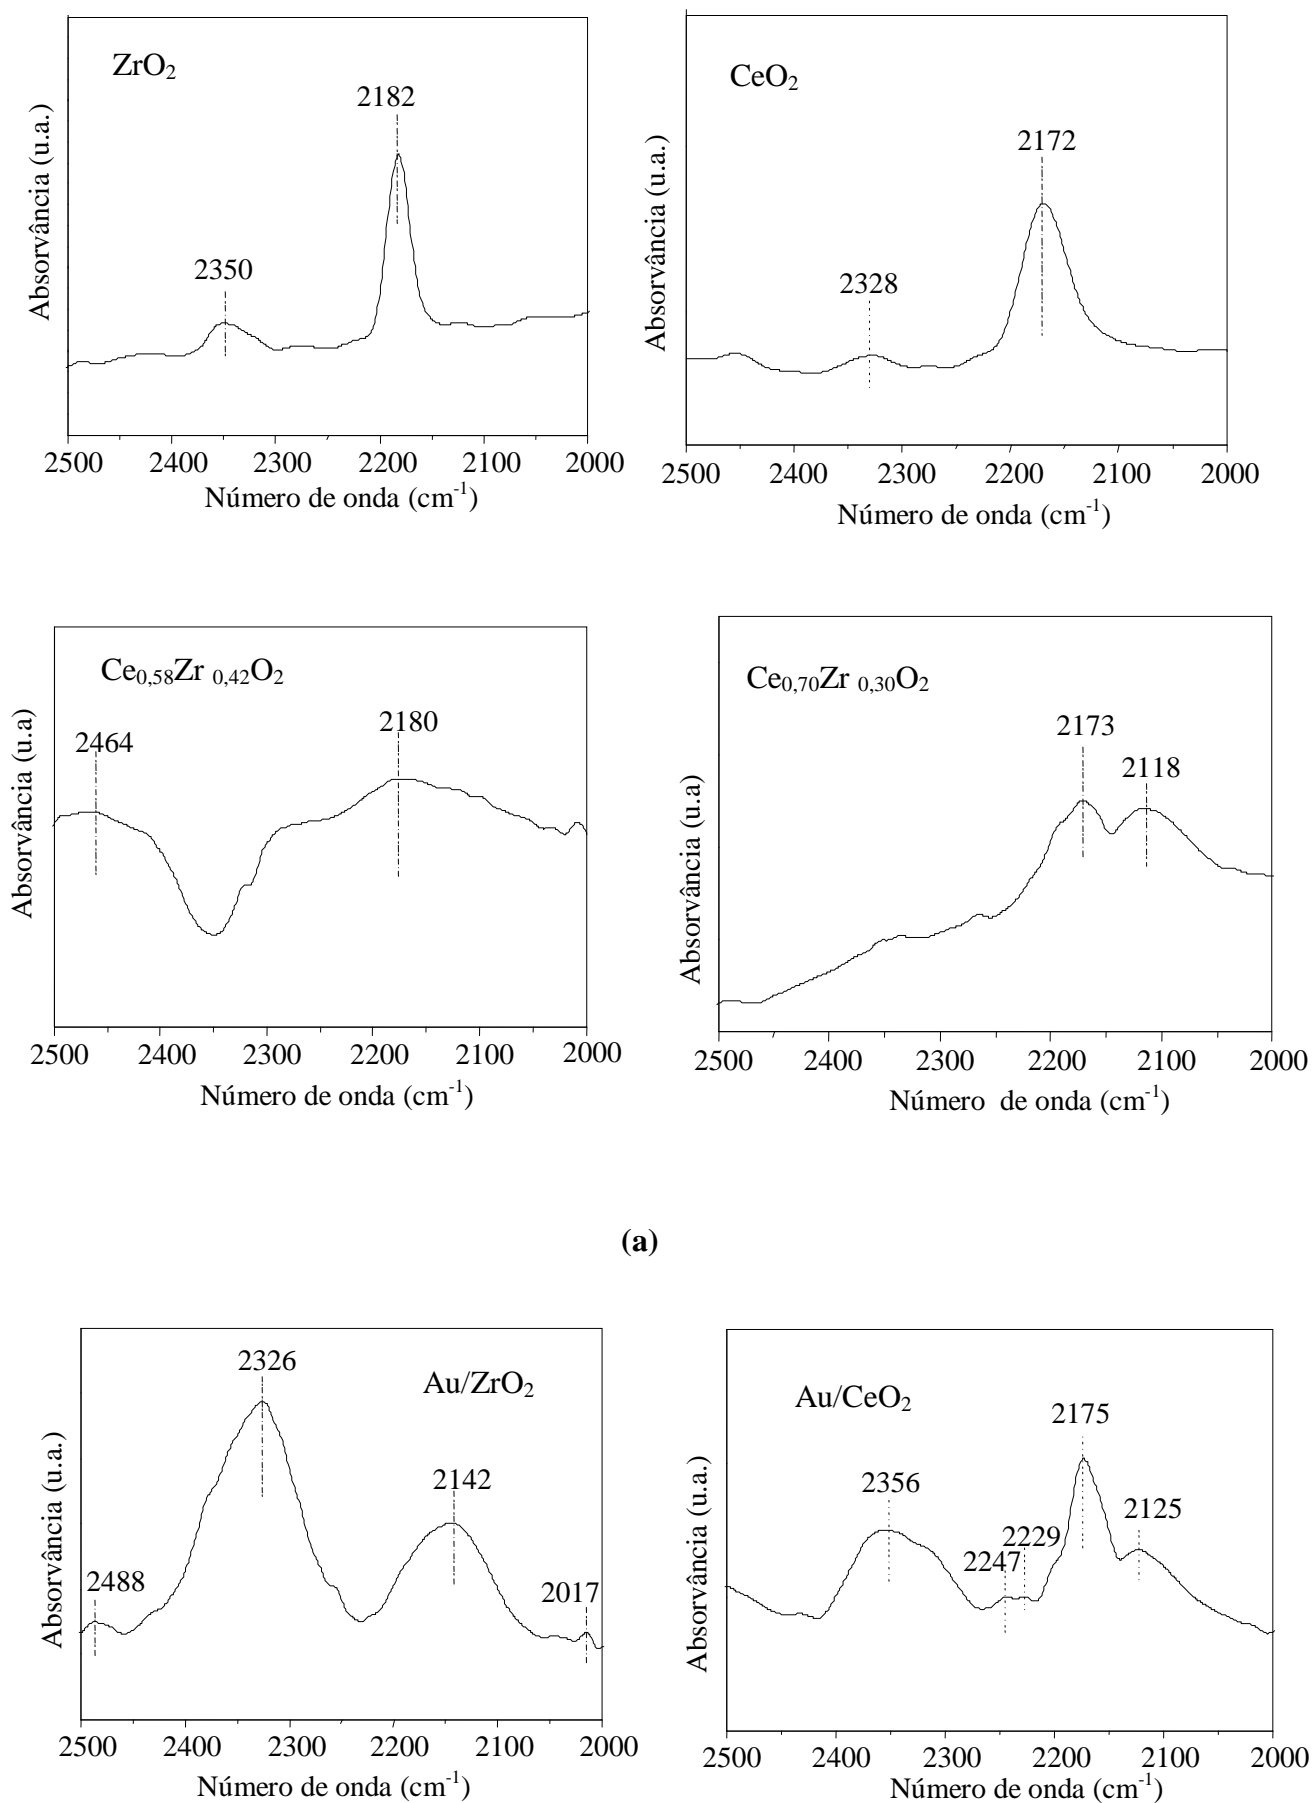 ZrO2
2182
2350
Absorvância (u.a.)
2500 2400 2300 2200 2100 2000
Número de onda (cm-1)
CeO2
2172
2328
Absorvância (u.a.)
2500 2400 2300 2200 2100 2000
Número de onda (cm-1)
Ce0,58Zr 0,42O2
2464
2180
Absorvância (u.a)
2500 2400 2300 2200 2100 2000
Número de onda (cm-1)
Ce0,70Zr 0,30O2
2173
2118
Absorvância (u.a)
2500 2400 2300 2200 2100 2000
Número de onda (cm-1)
(a)
2326
Au/ZrO2
2142
2488
2017
Absorvância (u.a.)
2500 2400 2300 2200 2100 2000
Número de onda (cm-1)
Au/CeO2
2175
2356
2125
2229
2247
Absorvância (u.a.)
2500 2400 2300 2200 2100 2000
Número de onda (cm-1)